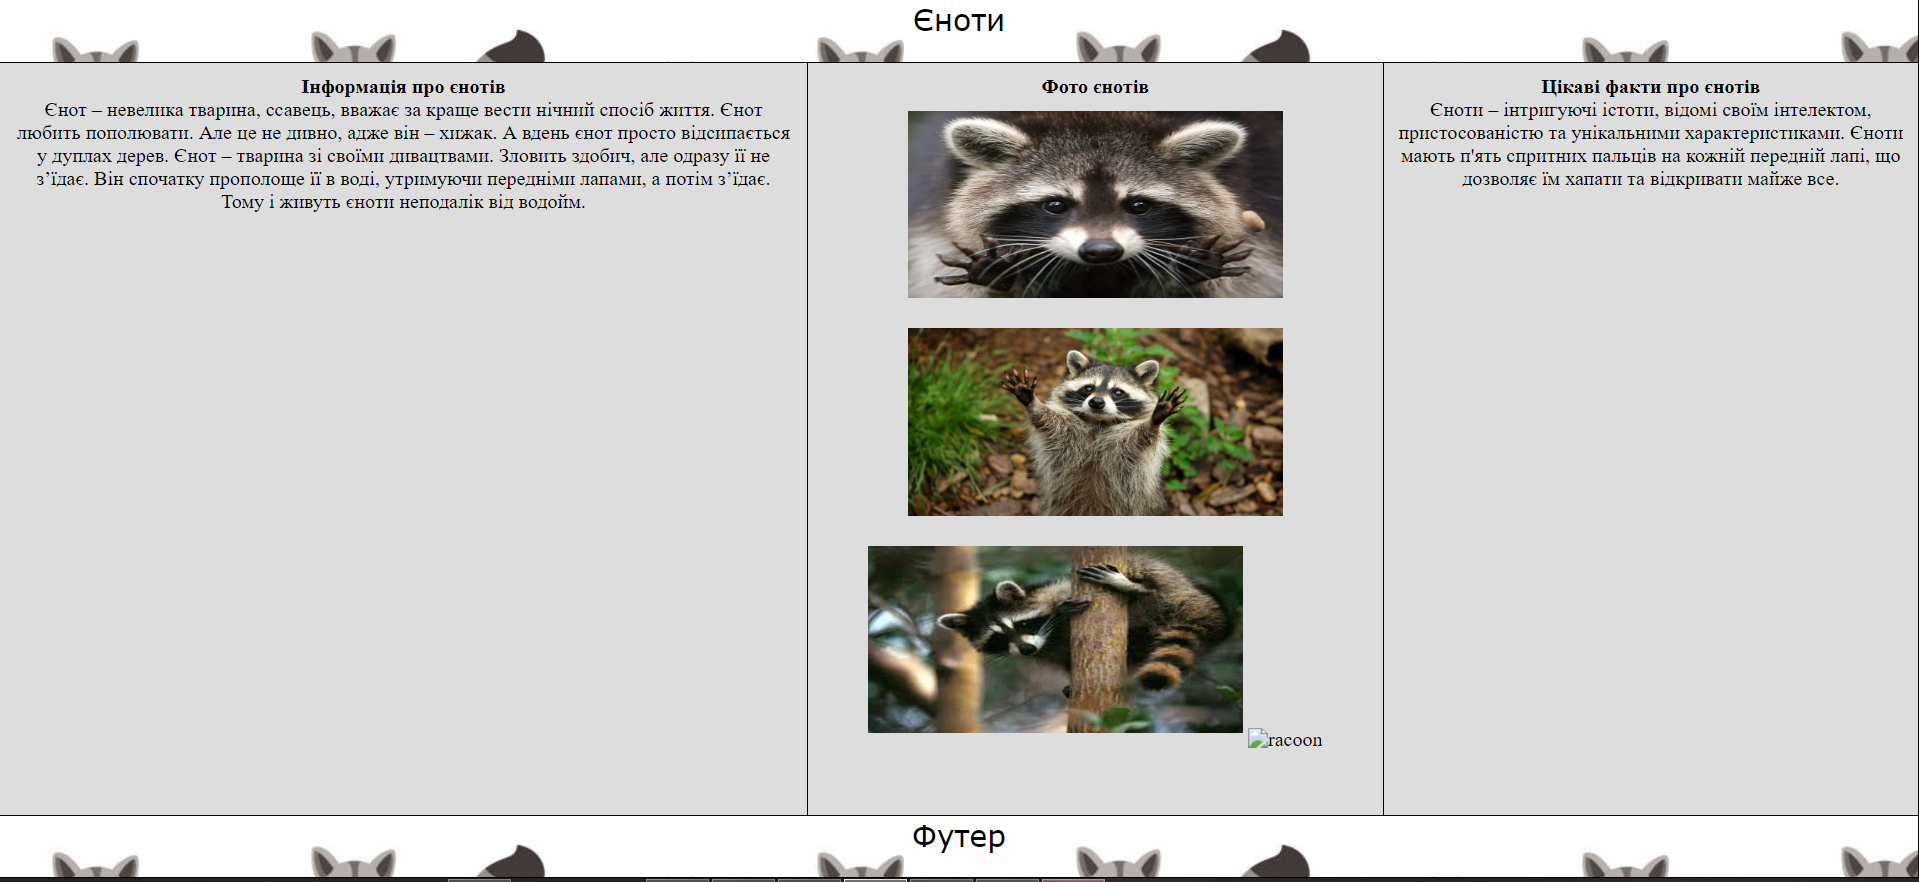 Єноти
Інформація про єнотів
Єнот – невелика тварина, ссавець, вважає за краще вести нічний спосіб життя. Єнот
любить пополювати. Але це не дивно, адже він – хижак. А вдень єнот просто відсипається
у дуплах дерев. Єнот – тварина зі своїми дивацтвами. Зловить здобич, але одразу її не
з’їдає. Він спочатку прополоще її в воді, утримуючи передніми лапами, а потім з’їдає.
Тому і живуть єноти неподалік від водойм.
Фото єнотів
racoon
Цікаві факти про єнотів
Єноти – інтригуючі істоти, відомі своїм інтелектом,
пристосованістю та унікальними характеристиками. Єноти
мають п'ять спритних пальців на кожній передній лапі, що
дозволяє їм хапати та відкривати майже все.
Футер